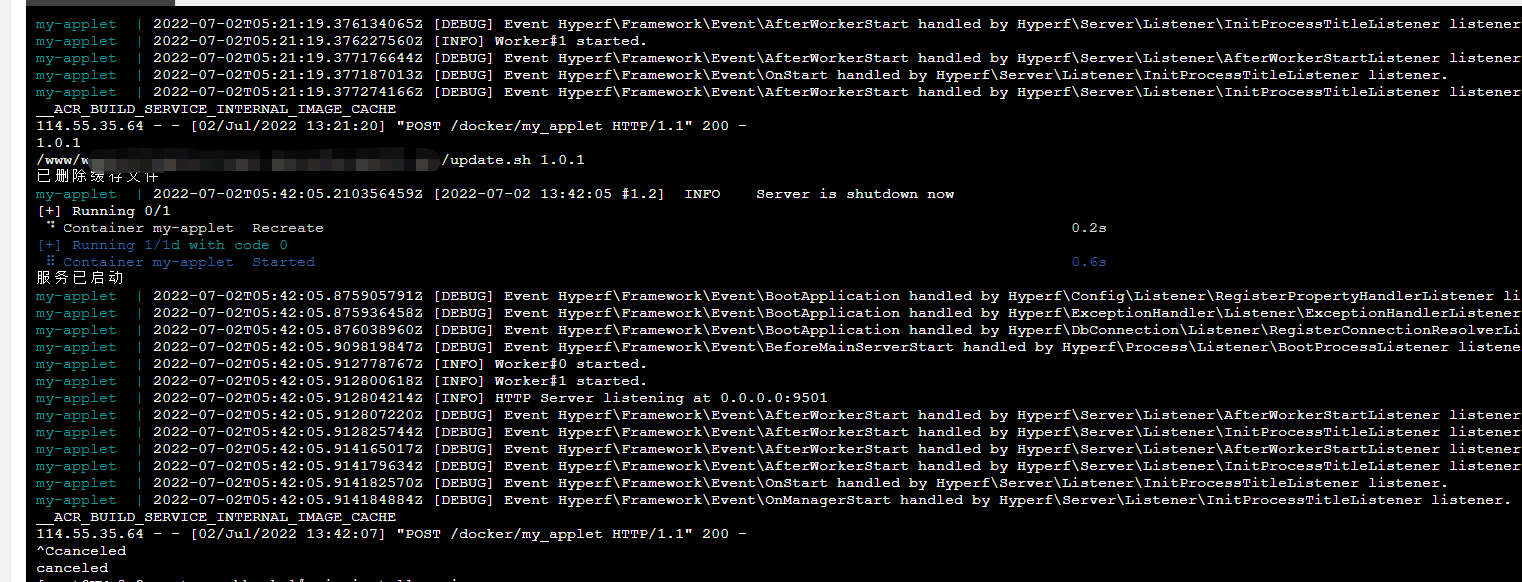 my-applet  | 2022-07-02T05:21:19.376134065Z [DEBUG] Event Hyperf\Framework\Event\AfterWorkerStart handled by Hyperf\Server\Listener\InitProcessTitleListener listener
my-applet  | 2022-07-02T05:21:19.376227560Z [INFO] Worker#1 started.
my-applet  | 2022-07-02T05:21:19.377176644Z [DEBUG] Event Hyperf\Framework\Event\AfterWorkerStart handled by Hyperf\Server\Listener\AfterWorkerStartListener listener
my-applet  | 2022-07-02T05:21:19.377187013Z [DEBUG] Event Hyperf\Framework\Event\OnStart handled by Hyperf\Server\Listener\InitProcessTitleListener listener.
my-applet  | 2022-07-02T05:21:19.377274166Z [DEBUG] Event Hyperf\Framework\Event\AfterWorkerStart handled by Hyperf\Server\Listener\InitProcessTitleListener listener
__ACR_BUILD_SERVICE_INTERNAL_IMAGE_CACHE
114.55.35.64 - - [02/Jul/2022 13:21:20] "POST /docker/my_applet HTTP/1.1" 200 -
1.0.1
/www/w /update.sh 1.0.1
已删除缓存文件
my-applet  | 2022-07-02T05:42:05.210356459Z [2022-07-02 13:42:05 #1.2]  INFO    Server is shutdown now
[+] Running 0/1
Container my-applet  Recreate 0.2s
[+] Running 1/1d with code 0
Container my-applet  Started 0.6s
服务已启动
my-applet  | 2022-07-02T05:42:05.875905791Z [DEBUG] Event Hyperf\Framework\Event\BootApplication handled by Hyperf\Config\Listener\RegisterPropertyHandlerListener li
my-applet  | 2022-07-02T05:42:05.875936458Z [DEBUG] Event Hyperf\Framework\Event\BootApplication handled by Hyperf\ExceptionHandler\Listener\ExceptionHandlerListener
my-applet  | 2022-07-02T05:42:05.876038960Z [DEBUG] Event Hyperf\Framework\Event\BootApplication handled by Hyperf\DbConnection\Listener\RegisterConnectionResolverLi
my-applet  | 2022-07-02T05:42:05.909819847Z [DEBUG] Event Hyperf\Framework\Event\BeforeMainServerStart handled by Hyperf\Process\Listener\BootProcessListener listene
my-applet  | 2022-07-02T05:42:05.912778767Z [INFO] Worker#0 started.
my-applet  | 2022-07-02T05:42:05.912800618Z [INFO] Worker#1 started.
my-applet  | 2022-07-02T05:42:05.912804214Z [INFO] HTTP Server listening at 0.0.0.0:9501
my-applet  | 2022-07-02T05:42:05.912807220Z [DEBUG] Event Hyperf\Framework\Event\AfterWorkerStart handled by Hyperf\Server\Listener\AfterWorkerStartListener listener
my-applet  | 2022-07-02T05:42:05.912825744Z [DEBUG] Event Hyperf\Framework\Event\AfterWorkerStart handled by Hyperf\Server\Listener\InitProcessTitleListener listener
my-applet  | 2022-07-02T05:42:05.914165017Z [DEBUG] Event Hyperf\Framework\Event\AfterWorkerStart handled by Hyperf\Server\Listener\AfterWorkerStartListener listener
my-applet  | 2022-07-02T05:42:05.914179634Z [DEBUG] Event Hyperf\Framework\Event\AfterWorkerStart handled by Hyperf\Server\Listener\InitProcessTitleListener listener
my-applet  | 2022-07-02T05:42:05.914182570Z [DEBUG] Event Hyperf\Framework\Event\OnStart handled by Hyperf\Server\Listener\InitProcessTitleListener listener.
my-applet  | 2022-07-02T05:42:05.914184884Z [DEBUG] Event Hyperf\Framework\Event\OnManagerStart handled by Hyperf\Server\Listener\InitProcessTitleListener listener.
__ACR_BUILD_SERVICE_INTERNAL_IMAGE_CACHE
114.55.35.64 - - [02/Jul/2022 13:42:07] "POST /docker/my_applet HTTP/1.1" 200 -
^Ccanceled
canceled